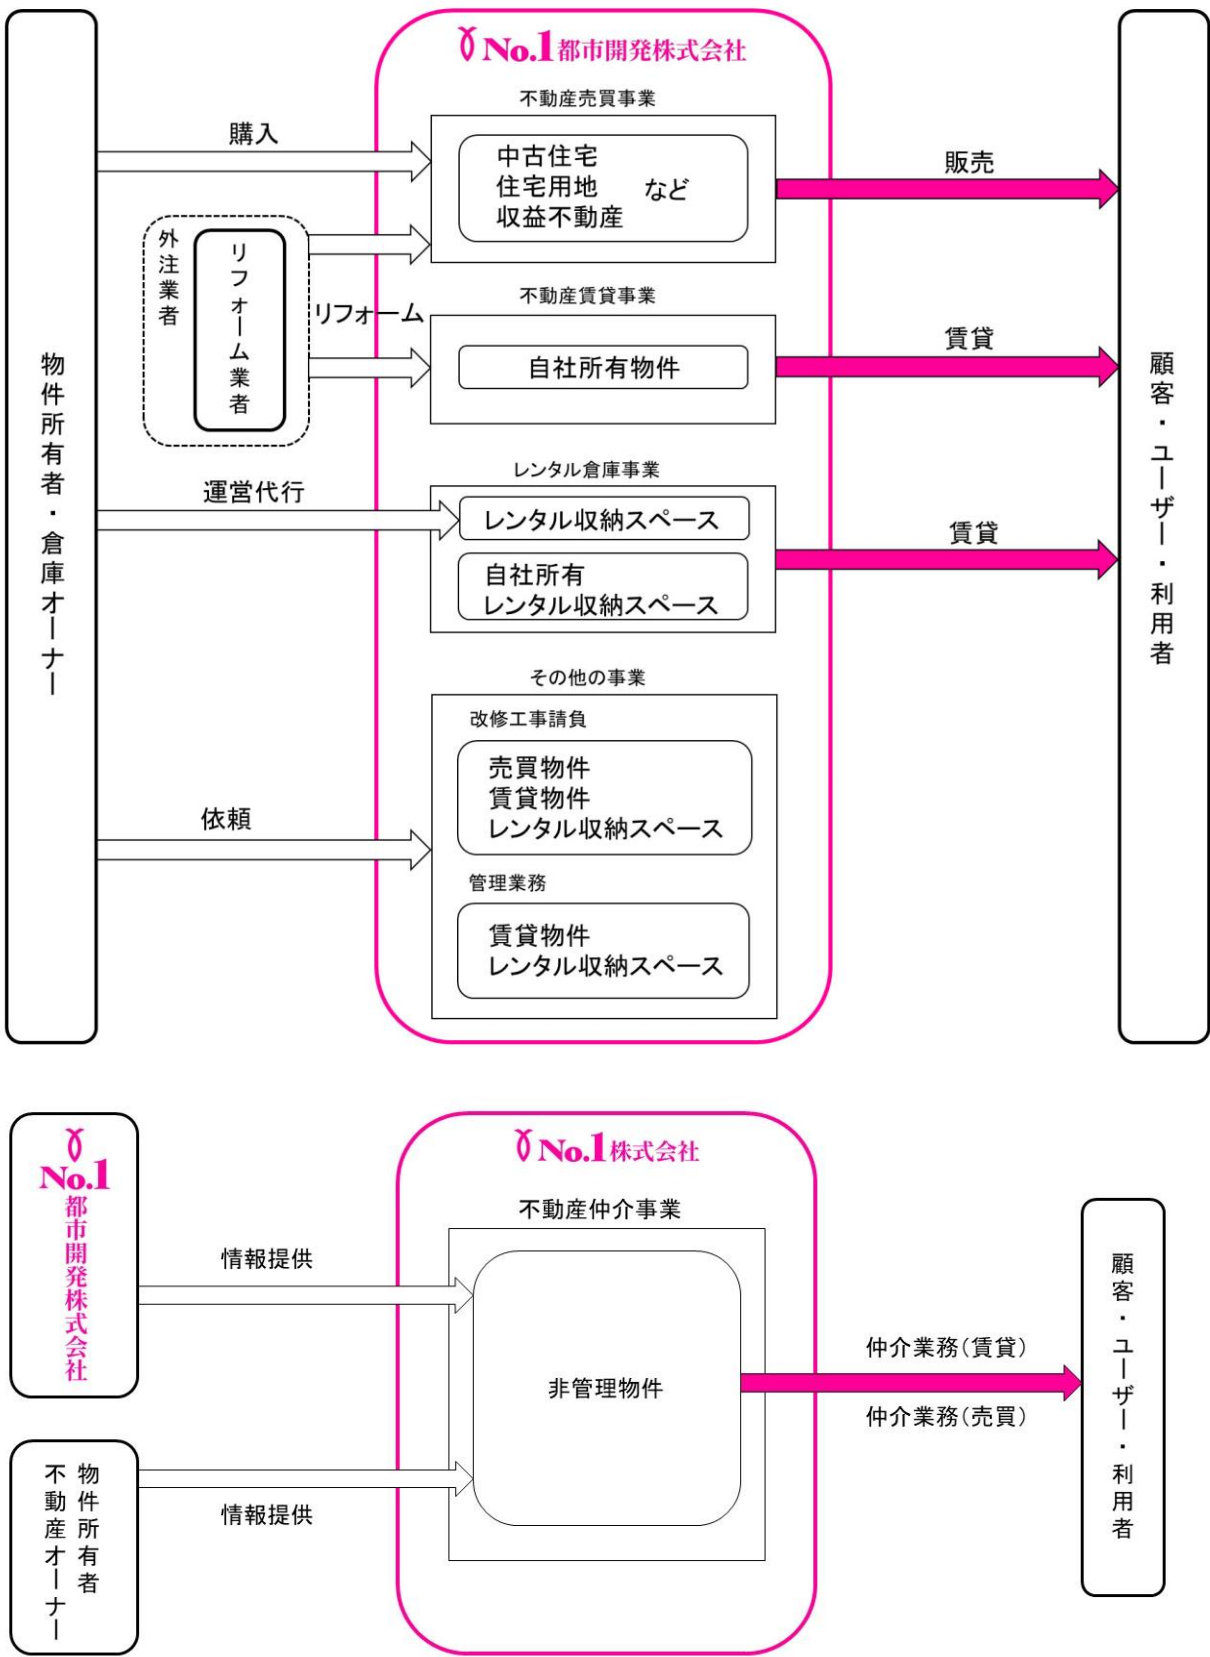 物件所有者・倉庫オーナー
No.1都市開発株式会社
不動産売買事業
購入
中古住宅
住宅用地
収益不動産
など
販売
外注業者
リフォーム業者
リフォーム
不動産賃貸事業
自社所有物件
賃貸
レンタル倉庫事業
運営代行
レンタル収納スペース
自社所有
レンタル収納スペース
賃貸
その他の事業
改修工事請負
売買物件
賃貸物件
レンタル収納スペース
依頼
管理業務
賃貸物件
レンタル収納スペース
顧客・ユーザー・利用者
No.1
都市開発株式会社
No.1株式会社
不動産仲介事業
情報提供
非管理物件
仲介業務(賃貸)
仲介業務(売買)
物件所有者
不動産オーナー
情報提供
顧客・ユーザー・利用者